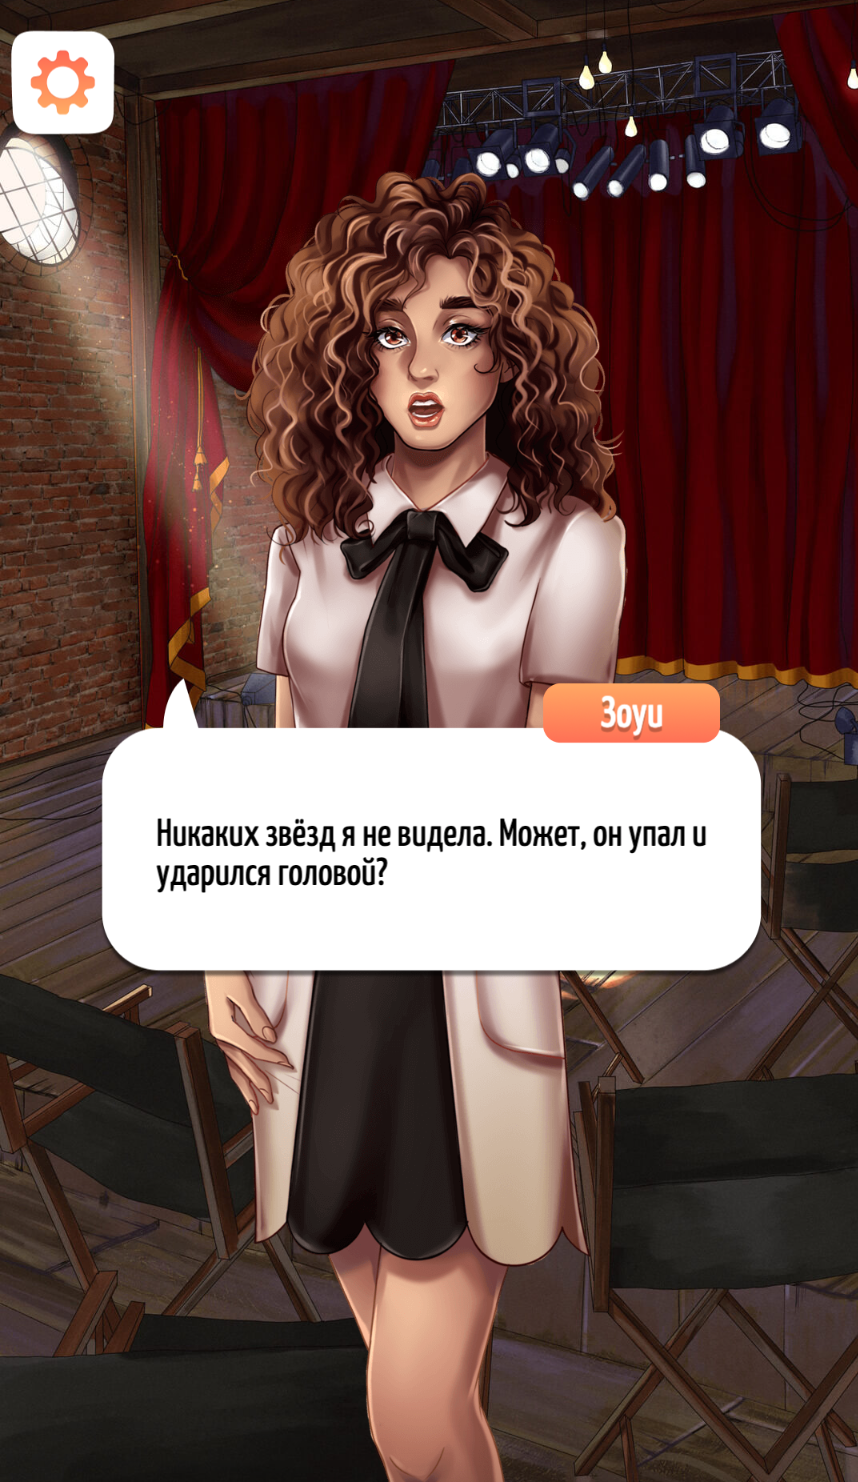 Зоуи
Никаких звёзд я не видела. Может, он упал и
ударился головой?